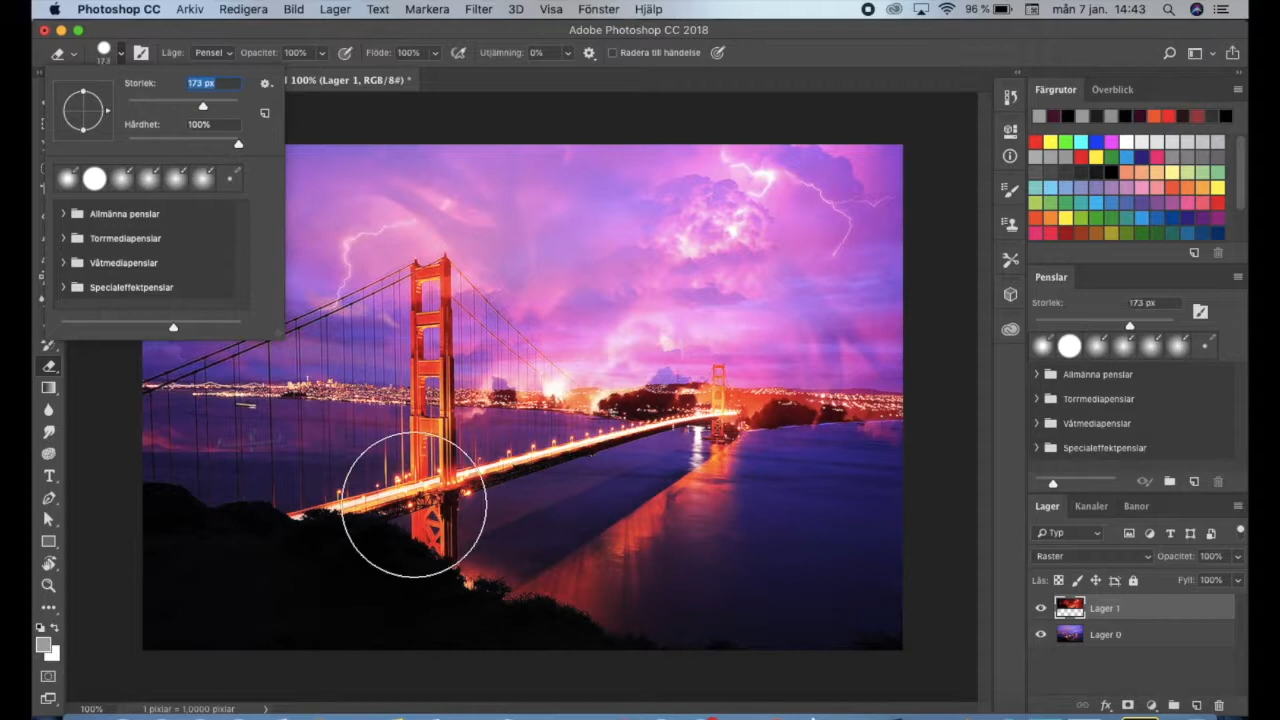 Photoshop CC Arkiv Redigera Bild Lager Text Markera Filter 3D Visa Fönster Hjälp 96 % mån 7 jan. 14:43
Adobe Photoshop CC 2018
173 Läge: Pensel Opacitet: 100% Flöde: 100% Utjämning: 0% Radera till händelse
100% (Lager 1, RGB/8#) *
Storlek: 173 px
Hårdhet: 100%
Allmänna penslar
Torrmediapenslar
Våtmediapenslar
Specialeffektpenslar
Färgrutor Överblick
Penslar
Storlek: 173 px
Allmänna penslar
Torrmediapenslar
Våtmediapenslar
Specialeffektpenslar
Lager Kanaler Banor
Typ
Raster Opacitet: 100%
Lås: Fyll: 100%
Lager 1
Lager 0
100% 1 pixlar = 1,0000 pixlar